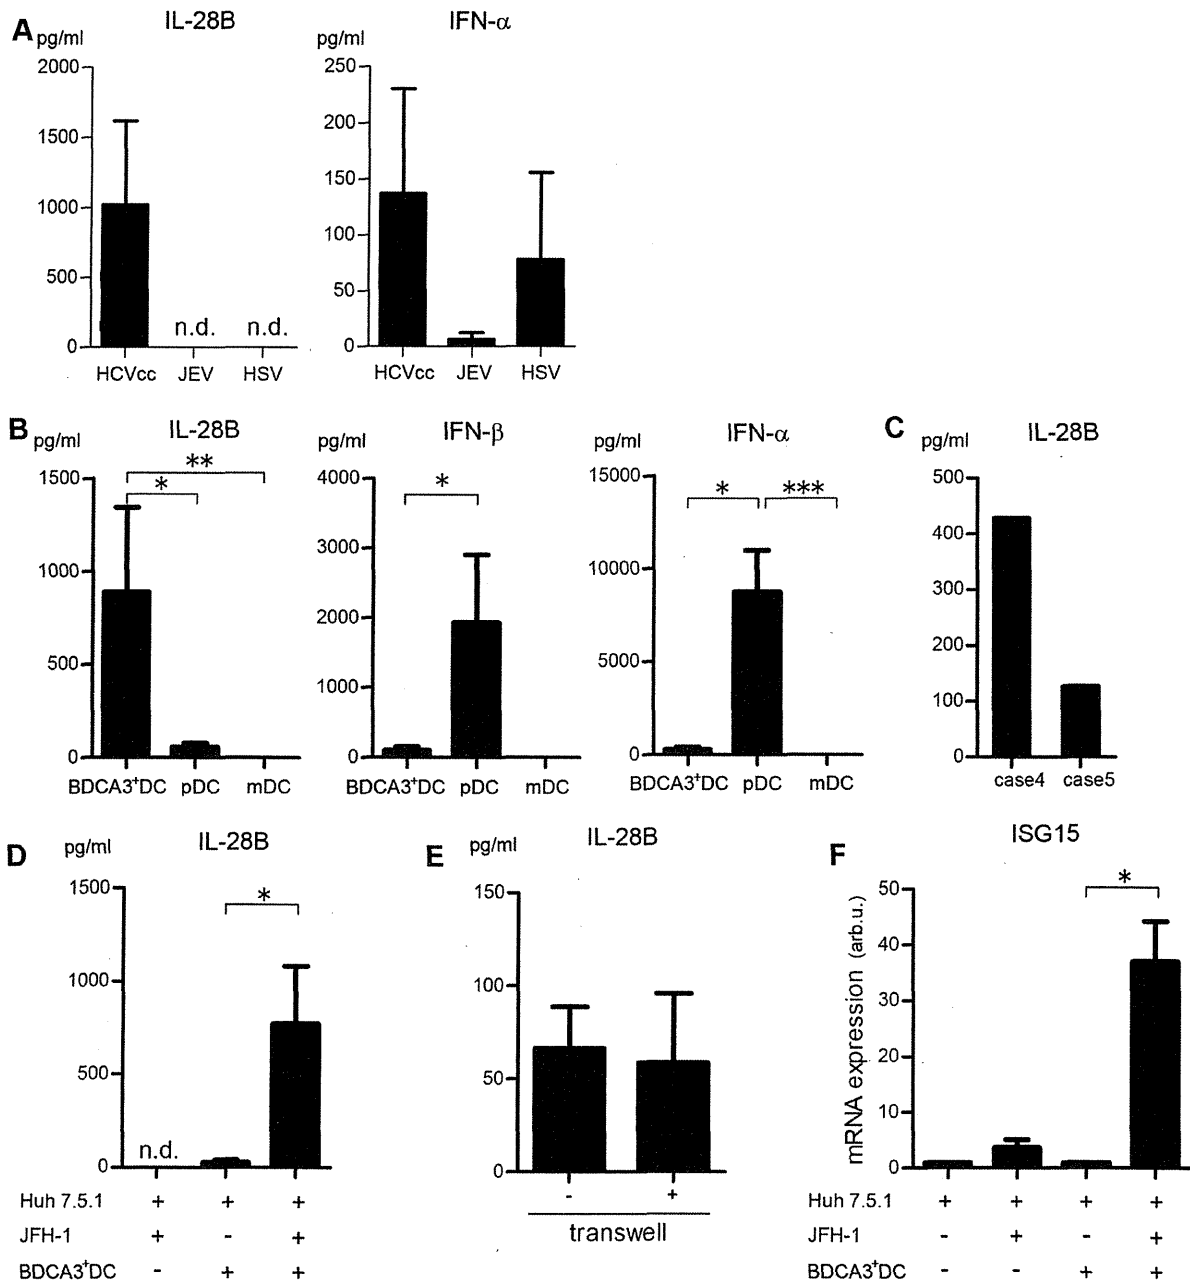 A
IL-28B
pg/ml
2000
1500
1000
500
0
n.d.
n.d.
HCVcc JEV HSV
IFN-α
pg/ml
250
200
150
100
50
0
HCVcc JEV HSV
B
IL-28B
pg/ml
**
*
1500
1000
500
0
BDCA3+DC pDC mDC
IFN-β
pg/ml
*
4000
3000
2000
1000
0
BDCA3+DC pDC mDC
IFN-α
pg/ml
* ***
15000
10000
5000
0
BDCA3+DC pDC mDC
C
IL-28B
pg/ml
500
400
300
200
100
0
case4 case5
D
IL-28B
pg/ml
*
1500
1000
500
0
n.d.
Huh 7.5.1 + + +
JFH-1 + - +
BDCA3+DC - + +
E
IL-28B
pg/ml
150
100
50
0
- +
transwell
F
ISG15
mRNA expression (arb.u.)
*
50
40
30
20
10
0
Huh 7.5.1 + + + +
JFH-1 - + - +
BDCA3+DC - - + +